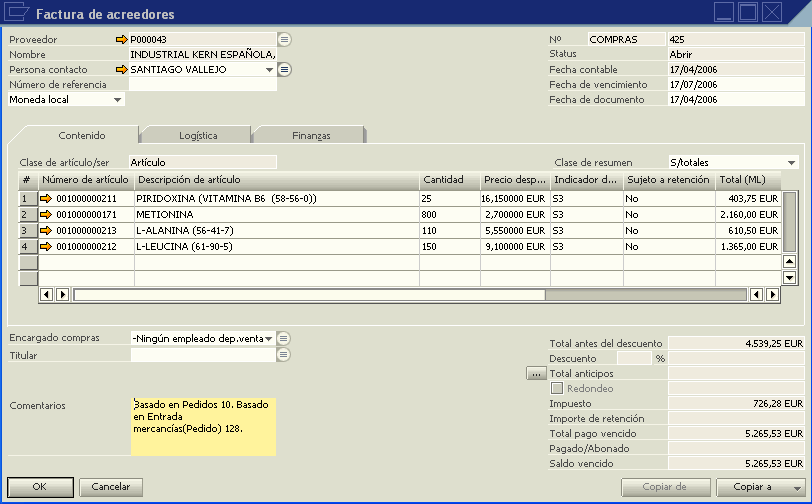 Factura de acreedores
Proveedor P000043
Nombre INDUSTRIAL KERN ESPAÑOLA,
Persona contacto SANTIAGO VALLEJO
Número de referencia
Moneda local
Nº COMPRAS 425
Status Abrir
Fecha contable 17/04/2006
Fecha de vencimiento 17/07/2006
Fecha de documento 17/04/2006
Contenido Logística Finanzas
Clase de artículo/ser Artículo Clase de resumen S/totales
# Número de artículo Descripción de artículo Cantidad Precio desp... Indicador d... Sujeto a retención Total (ML)
1 001000000211 PIRIDOXINA (VITAMINA B6 (58-56-0)) 25 16,150000 EUR S3 No 403,75 EUR
2 001000000171 METIONINA 800 2,700000 EUR S3 No 2.160,00 EUR
3 001000000213 L-ALANINA (56-41-7) 110 5,550000 EUR S3 No 610,50 EUR
4 001000000212 L-LEUCINA (61-90-5) 150 9,100000 EUR S3 No 1.365,00 EUR
Encargado compras -Ningún empleado dep.venta
Titular
Comentarios
Basado en Pedidos 10. Basado
en Entrada
mercancías(Pedido) 128.
Total antes del descuento 4.539,25 EUR
Descuento %
... Total anticipos
Redondeo
Impuesto 726,28 EUR
Importe de retención
Total pago vencido 5.265,53 EUR
Pagado/Abonado
Saldo vencido 5.265,53 EUR
OK Cancelar Copiar de Copiar a